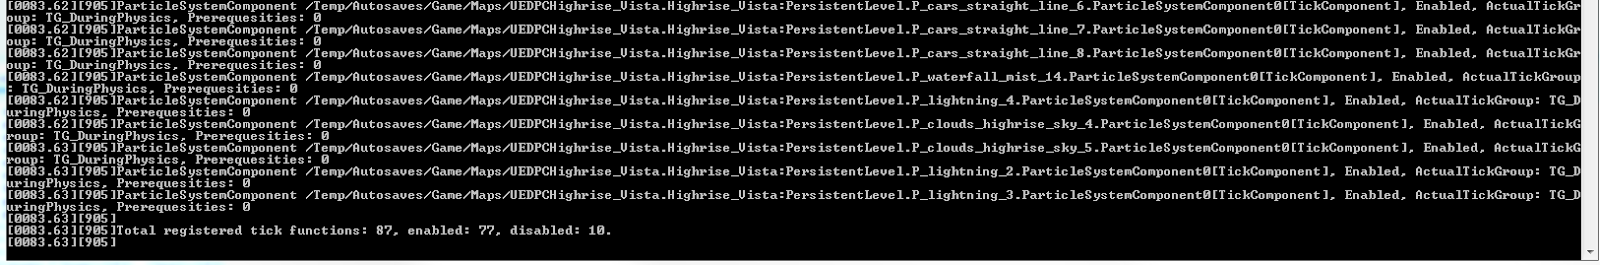 [0083.62][905]ParticleSystemComponent /Temp/Autosaves/Game/Maps/UEDPCHighrise_Vista.Highrise_Vista:PersistentLevel.P_cars_straight_line_6.ParticleSystemComponent0[TickComponent], Enabled, ActualTickGr
oup: TG_DuringPhysics, Prerequesities: 0
[0083.62][905]ParticleSystemComponent /Temp/Autosaves/Game/Maps/UEDPCHighrise_Vista.Highrise_Vista:PersistentLevel.P_cars_straight_line_7.ParticleSystemComponent0[TickComponent], Enabled, ActualTickGr
oup: TG_DuringPhysics, Prerequesities: 0
[0083.62][905]ParticleSystemComponent /Temp/Autosaves/Game/Maps/UEDPCHighrise_Vista.Highrise_Vista:PersistentLevel.P_cars_straight_line_8.ParticleSystemComponent0[TickComponent], Enabled, ActualTickGr
oup: TG_DuringPhysics, Prerequesities: 0
[0083.62][905]ParticleSystemComponent /Temp/Autosaves/Game/Maps/UEDPCHighrise_Vista.Highrise_Vista:PersistentLevel.P_waterfall_mist_14.ParticleSystemComponent0[TickComponent], Enabled, ActualTickGroup
: TG_DuringPhysics, Prerequesities: 0
[0083.62][905]ParticleSystemComponent /Temp/Autosaves/Game/Maps/UEDPCHighrise_Vista.Highrise_Vista:PersistentLevel.P_lightning_4.ParticleSystemComponent0[TickComponent], Enabled, ActualTickGroup: TG_D
uringPhysics, Prerequesities: 0
[0083.62][905]ParticleSystemComponent /Temp/Autosaves/Game/Maps/UEDPCHighrise_Vista.Highrise_Vista:PersistentLevel.P_clouds_highrise_sky_4.ParticleSystemComponent0[TickComponent], Enabled, ActualTickG
roup: TG_DuringPhysics, Prerequesities: 0
[0083.63][905]ParticleSystemComponent /Temp/Autosaves/Game/Maps/UEDPCHighrise_Vista.Highrise_Vista:PersistentLevel.P_clouds_highrise_sky_5.ParticleSystemComponent0[TickComponent], Enabled, ActualTickG
roup: TG_DuringPhysics, Prerequesities: 0
[0083.63][905]ParticleSystemComponent /Temp/Autosaves/Game/Maps/UEDPCHighrise_Vista.Highrise_Vista:PersistentLevel.P_lightning_2.ParticleSystemComponent0[TickComponent], Enabled, ActualTickGroup: TG_D
uringPhysics, Prerequesities: 0
[0083.63][905]ParticleSystemComponent /Temp/Autosaves/Game/Maps/UEDPCHighrise_Vista.Highrise_Vista:PersistentLevel.P_lightning_3.ParticleSystemComponent0[TickComponent], Enabled, ActualTickGroup: TG_D
uringPhysics, Prerequesities: 0
[0083.63][905]
[0083.63][905]Total registered tick functions: 87, enabled: 77, disabled: 10.
[0083.63][905]